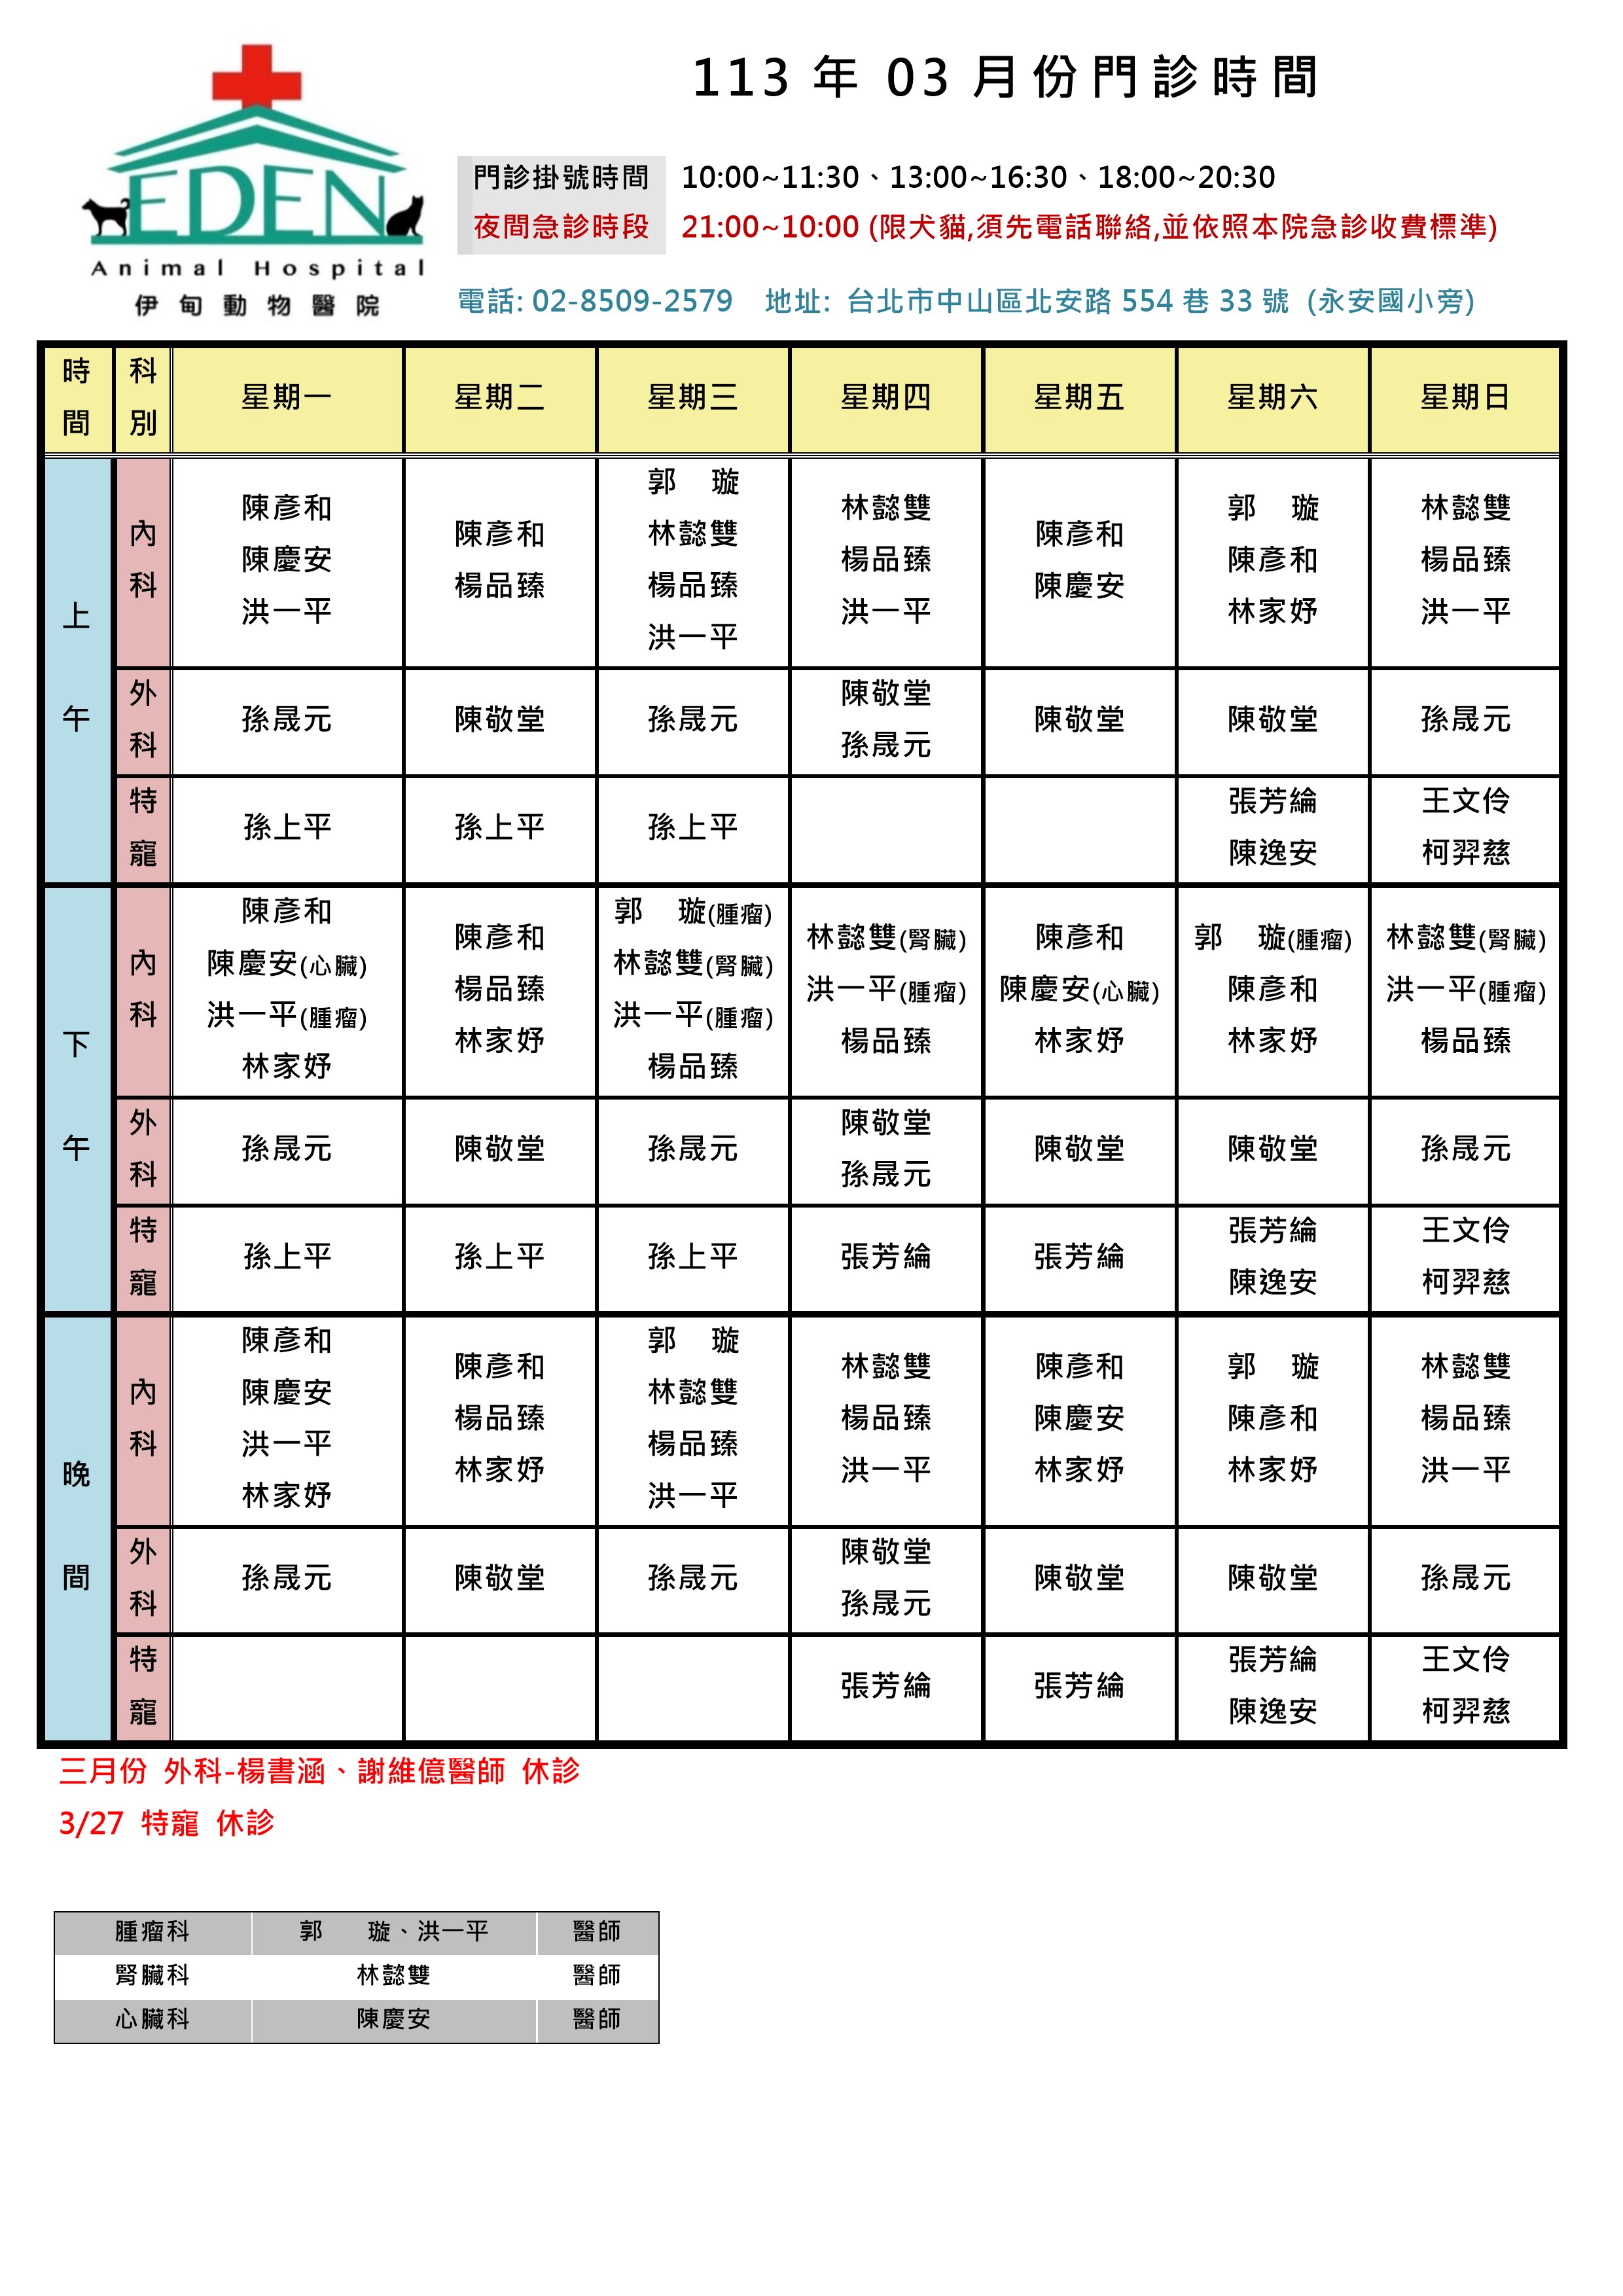 113 年 03 月份門診時間
EDEN
Animal Hospital
伊甸動物醫院
門診掛號時間 10:00~11:30、13:00~16:30、18:00~20:30
夜間急診時段 21:00~10:00 (限犬貓,須先電話聯絡,並依照本院急診收費標準)
電話: 02-8509-2579 地址: 台北市中山區北安路 554 巷 33 號 (永安國小旁)
時間 科別 星期一 星期二 星期三 星期四 星期五 星期六 星期日
上午
內科
陳彥和
陳慶安
洪一平
陳彥和
楊品臻
郭 璇
林懿雙
楊品臻
洪一平
林懿雙
楊品臻
洪一平
陳彥和
陳慶安
郭 璇
陳彥和
林家妤
林懿雙
楊品臻
洪一平
外科
孫晟元
陳敬堂
孫晟元
陳敬堂
孫晟元
陳敬堂
陳敬堂
孫晟元
特寵
孫上平
孫上平
孫上平
張芳綸
陳逸安
王文伶
柯羿慈
下午
內科
陳彥和
陳慶安(心臟)
洪一平(腫瘤)
林家妤
陳彥和
楊品臻
林家妤
郭 璇(腫瘤)
林懿雙(腎臟)
洪一平(腫瘤)
楊品臻
林懿雙(腎臟)
洪一平(腫瘤)
楊品臻
陳彥和
陳慶安(心臟)
林家妤
郭 璇(腫瘤)
陳彥和
林家妤
林懿雙(腎臟)
洪一平(腫瘤)
楊品臻
外科
孫晟元
陳敬堂
孫晟元
陳敬堂
孫晟元
陳敬堂
陳敬堂
孫晟元
特寵
孫上平
孫上平
孫上平
張芳綸
張芳綸
張芳綸
陳逸安
王文伶
柯羿慈
晚間
內科
陳彥和
陳慶安
洪一平
林家妤
陳彥和
楊品臻
林家妤
郭 璇
林懿雙
楊品臻
洪一平
林懿雙
楊品臻
洪一平
陳彥和
陳慶安
林家妤
郭 璇
陳彥和
林家妤
林懿雙
楊品臻
洪一平
外科
孫晟元
陳敬堂
孫晟元
陳敬堂
孫晟元
陳敬堂
陳敬堂
孫晟元
特寵
張芳綸
張芳綸
張芳綸
陳逸安
王文伶
柯羿慈
三月份 外科-楊書涵、謝維億醫師 休診
3/27 特寵 休診
腫瘤科 郭 璇、洪一平 醫師
腎臟科 林懿雙 醫師
心臟科 陳慶安 醫師